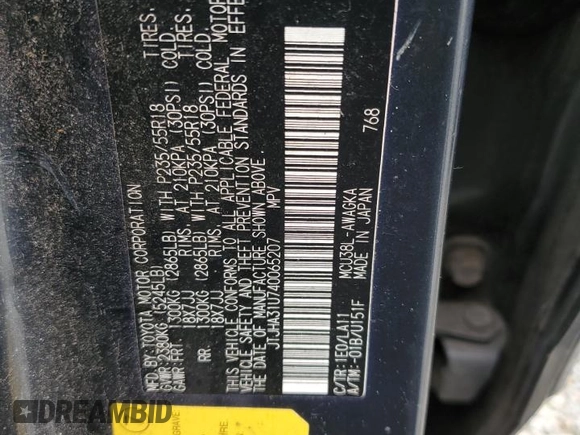 MFD.BY:TOYOTA MOTOR CORPORATION
GVWR 2380KG( 5245LB)
GAWR FRT 1300KG (2865LB) WITH P235/55R18 TIRES,
18X7JJ RIMS, AT 210KPA (30PSI) COLD.
RR 1300KG (2865LB) WITH P235/55R18 TIRES,
18X7JJ RIMS, AT 210KPA (30PSI) COLD.
THIS VEHICLE CONFORMS TO ALL APPLICABLE FEDERAL MOTOR
VEHICLE SAFETY AND THEFT PREVENTION STANDARDS IN EFFE
ON THE DATE OF MANUFACTURE SHOWN ABOVE.
JTJHA31U740065207 MPV
768
C/TR:1E0/LA11 MCU38L-AWAGKA
A/TM:-01B/U151F MADE IN JAPAN